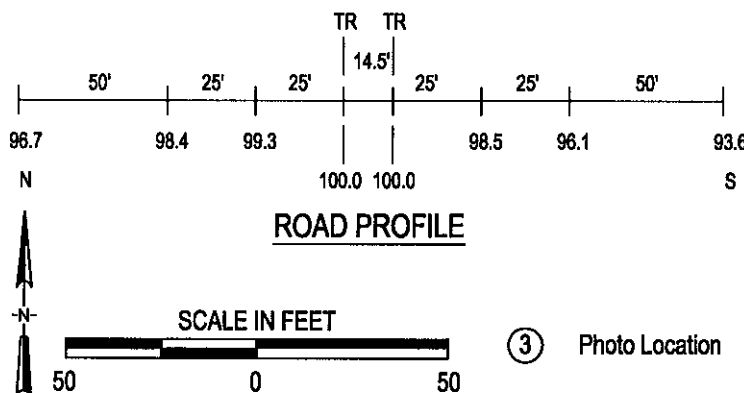 TR TR
14.5'
50' 25' 25' 25' 25' 50'
96.7 98.4 99.3 98.5 96.1 93.6
N 100.0 100.0 S
ROAD PROFILE
-N-
SCALE IN FEET
3 Photo Location
50 0 50